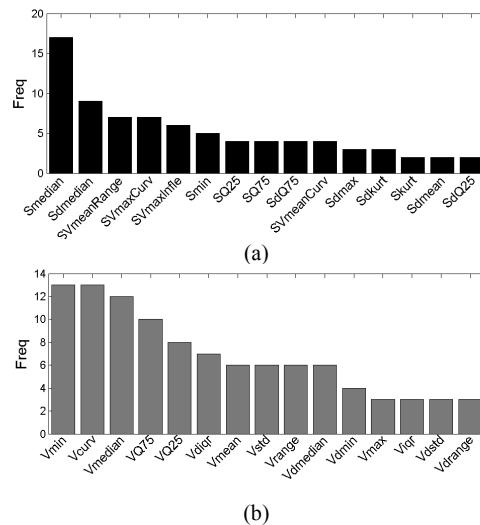 20
15
10
5
0
Freq
Smedian
Sdmedian
SVmeanRange
SVmaxCurv
SVmaxInfle
Smin
SQ25
SQ75
SdQ75
SVmeanCurv
Sdmax
Sdkurt
Skurt
Sdmean
SdQ25
(a)
14
12
10
8
6
4
2
0
Freq
Vmin
Vcurv
Vmedian
VQ75
VQ25
Vdiqr
Vmean
Vstd
Vrange
Vdmedian
Vdmin
Vmax
Viqr
Vdstd
Vdrange
(b)